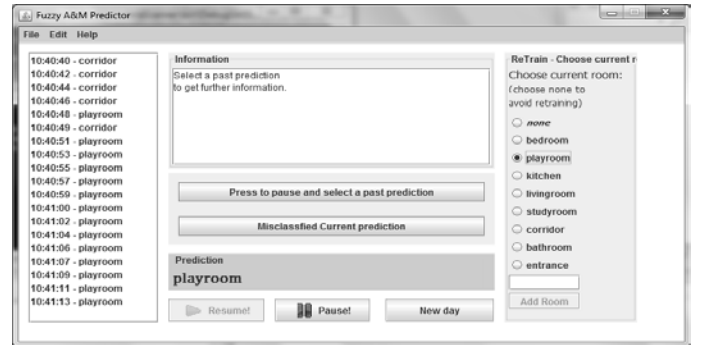 Fuzzy A&M Predictor
File Edit Help
10:40:40 - corridor
10:40:42 - corridor
10:40:44 - corridor
10:40:46 - corridor
10:40:48 - playroom
10:40:49 - corridor
10:40:51 - playroom
10:40:53 - playroom
10:40:55 - playroom
10:40:57 - playroom
10:40:59 - playroom
10:41:00 - playroom
10:41:02 - playroom
10:41:04 - playroom
10:41:06 - playroom
10:41:07 - playroom
10:41:09 - playroom
10:41:11 - playroom
10:41:13 - playroom
Information
Select a past prediction
to get further information.
Press to pause and select a past prediction
Misclassfied Current prediction
Prediction
playroom
Resume!
Pause!
New day
ReTrain - Choose current r
Choose current room:
(choose none to
avoid retraining)
none
bedroom
playroom
kitchen
livingroom
studyroom
corridor
bathroom
entrance
Add Room